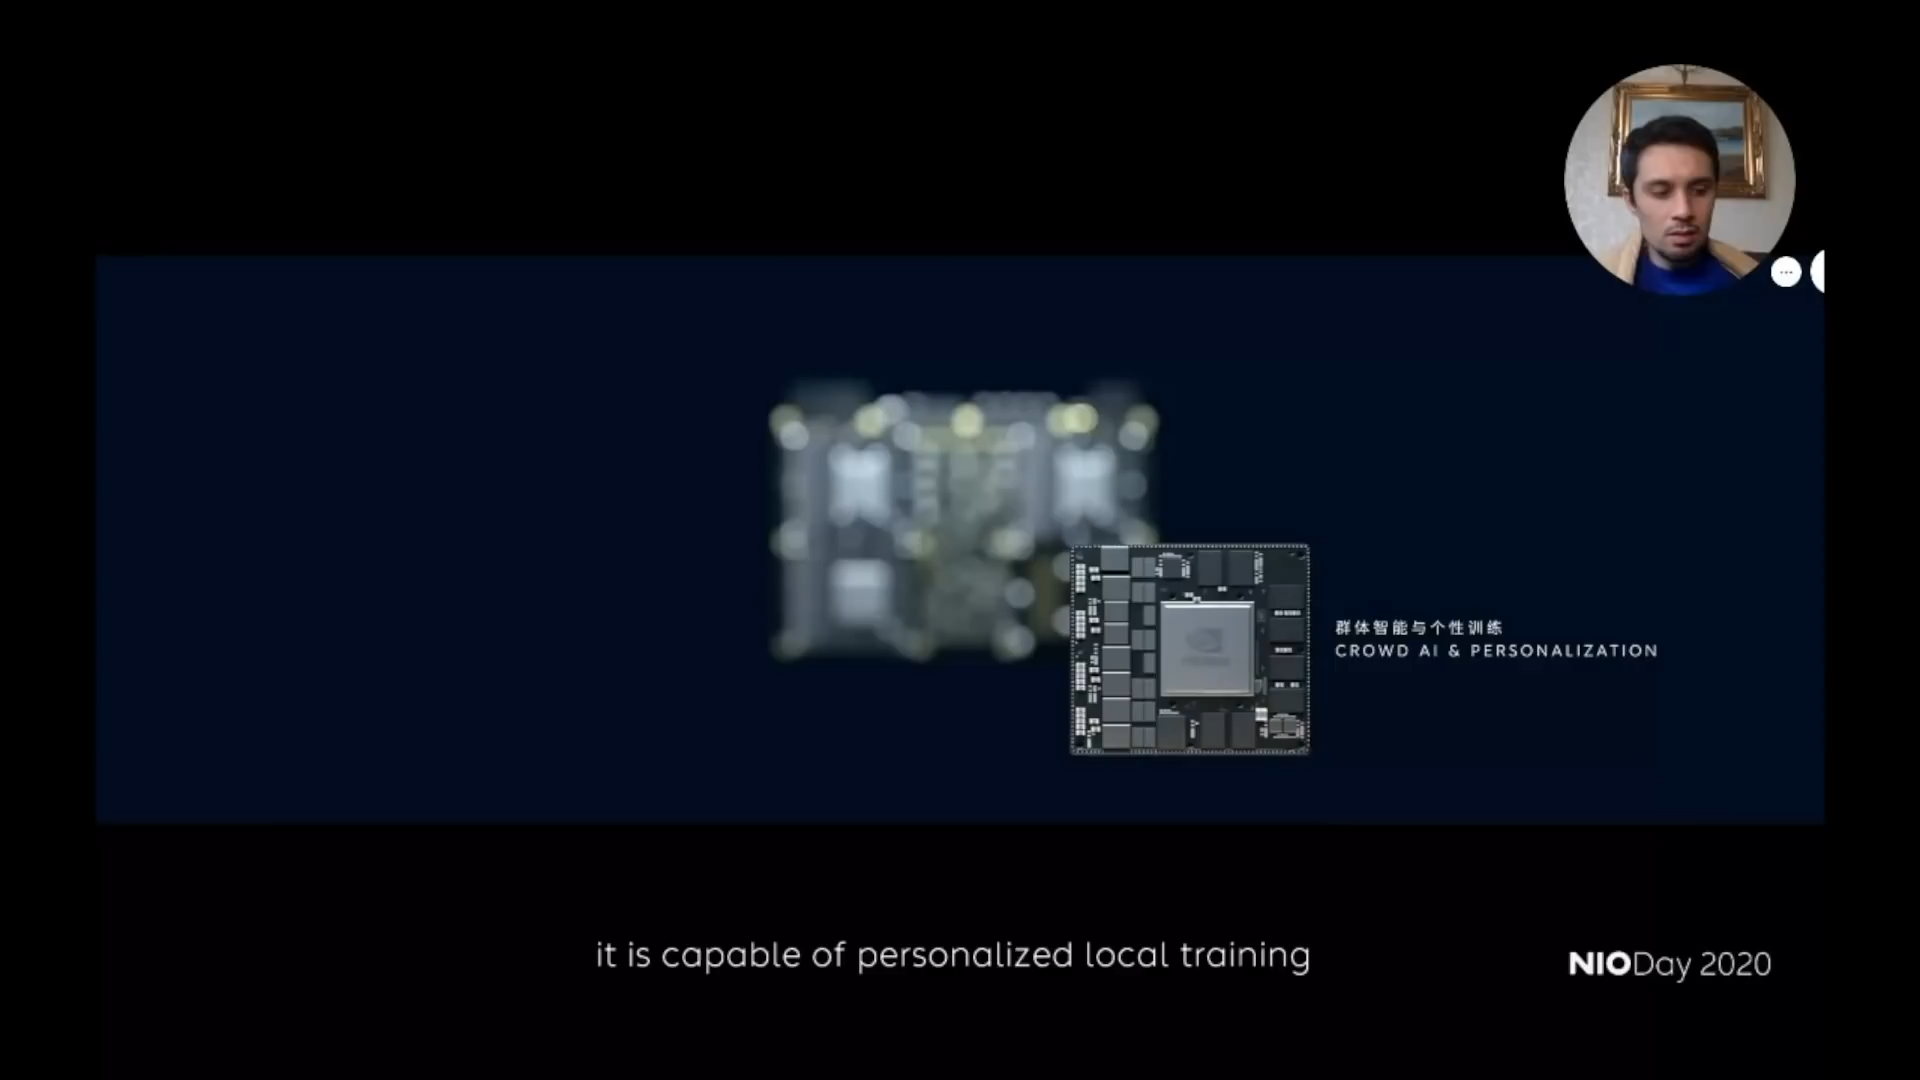 群体智能与个性训练
CROWD AI & PERSONALIZATION
it is capable of personalized local training
NIODay 2020